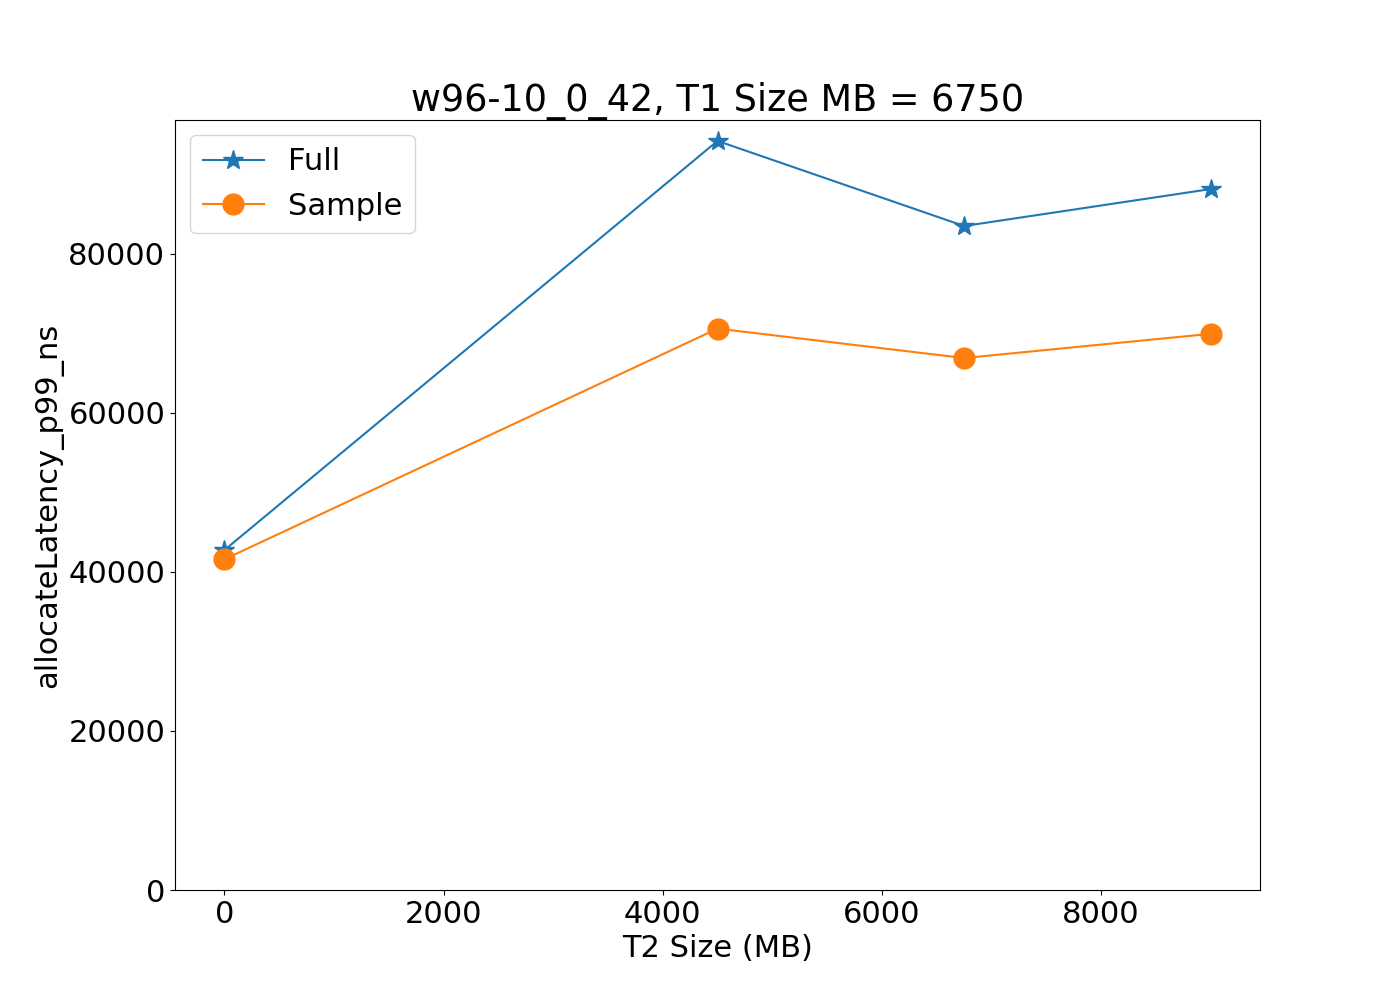 w96-10_0_42, T1 Size MB = 6750
Full
Sample
allocateLatency_p99_ns
80000
60000
40000
20000
0
0 2000 4000 6000 8000
T2 Size (MB)